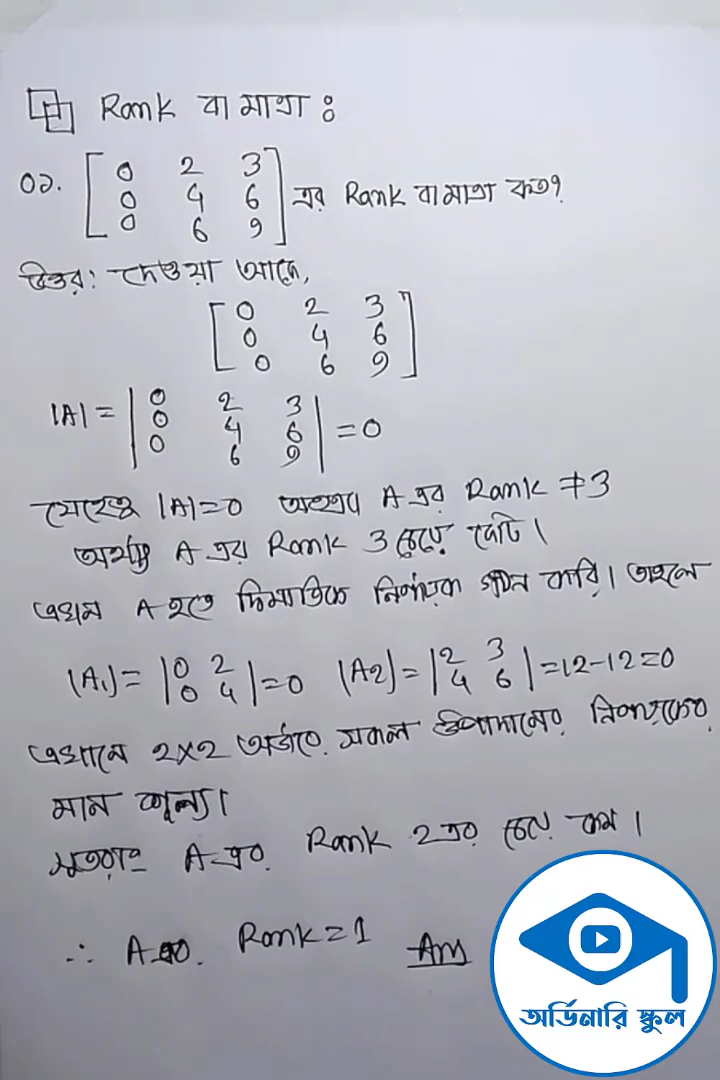 Rank বা মাত্রা :
০১. [ 0 2 3 ] এর Rank বা মাত্রা কত?
0 4 6
0 6 9
উত্তর : দেওয়া আছে,
[ 0 2 3 ]
0 4 6
0 6 9
|A| = | 0 2 3 | = 0
0 4 6
0 6 9
যেহেতু |A| = 0 অতএব A এর Rank ≠ 3
অর্থাৎ A এর Rank 3 চেয়ে ছোট।
এখন A হতে দ্বিমাত্রিক নির্ণায়ক গঠন করি। তাহলে
|A₁| = | 0 2 | = 0 |A2| = | 2 3 | = 12-12=0
0 4 4 6
এখানে 2×2 অর্ডারের সকল উপাদানের নির্ণায়কের
মান শূন্য।
সুতরাং A এর Rank 2 এর চেয়ে কম।
∴ A এর Rank = 1 Ans
অর্ডিনারি স্কুল